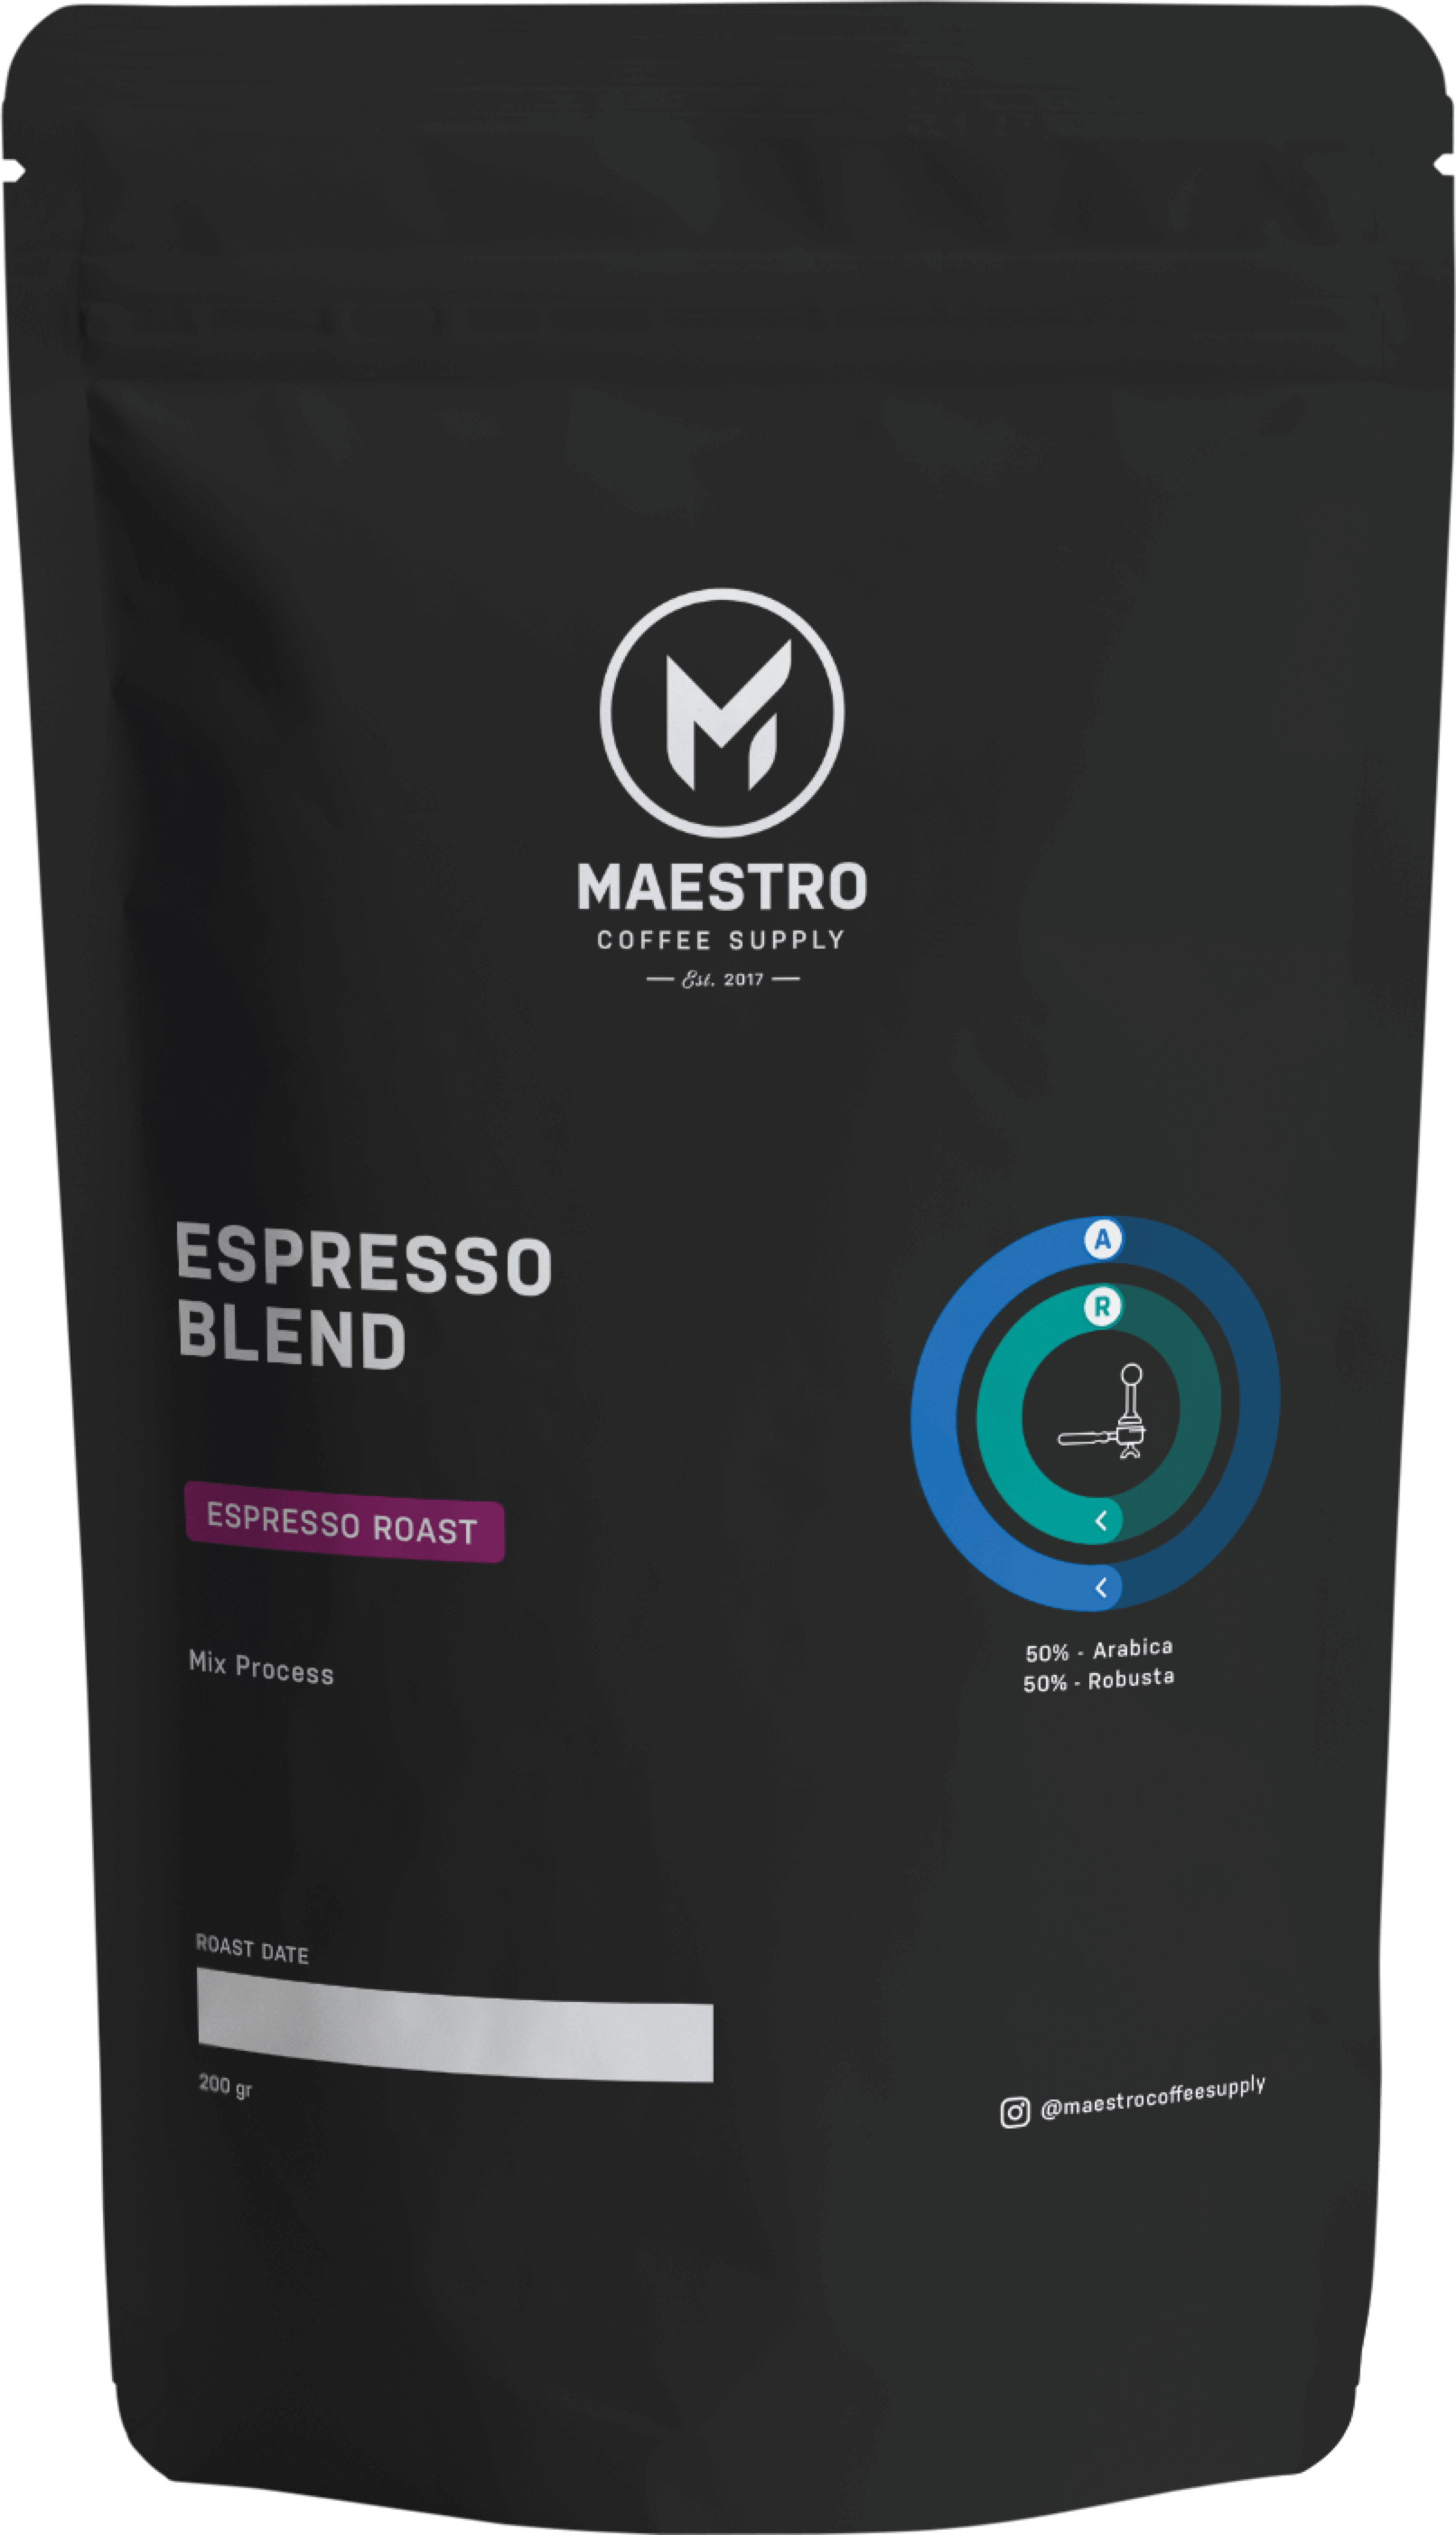 MAESTRO
COFFEE SUPPLY
Est. 2017
ESPRESSO
BLEND
ESPRESSO ROAST
Mix Process
A
R
50% - Arabica
50% - Robusta
ROAST DATE
200 gr
@maestrocoffeesupply